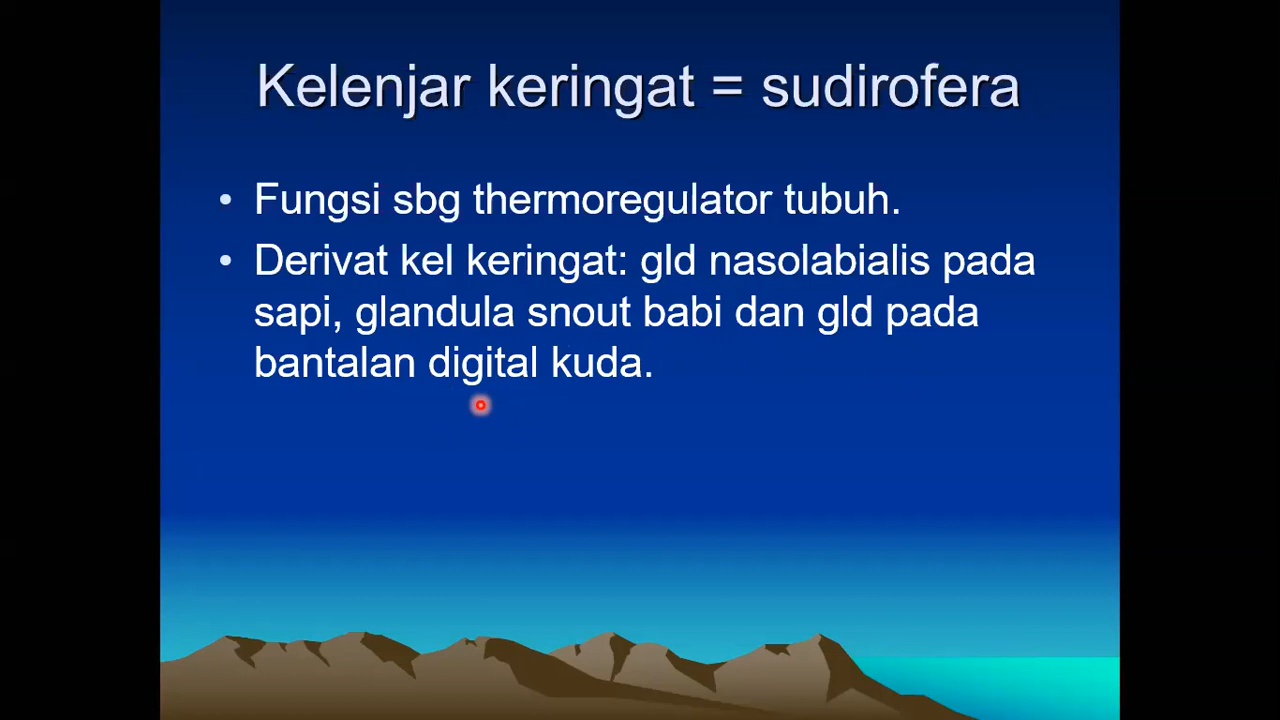 Kelenjar keringat = sudirofera
• Fungsi sbg thermoregulator tubuh.
• Derivat kel keringat: gld nasolabialis pada
sapi, glandula snout babi dan gld pada
bantalan digital kuda.